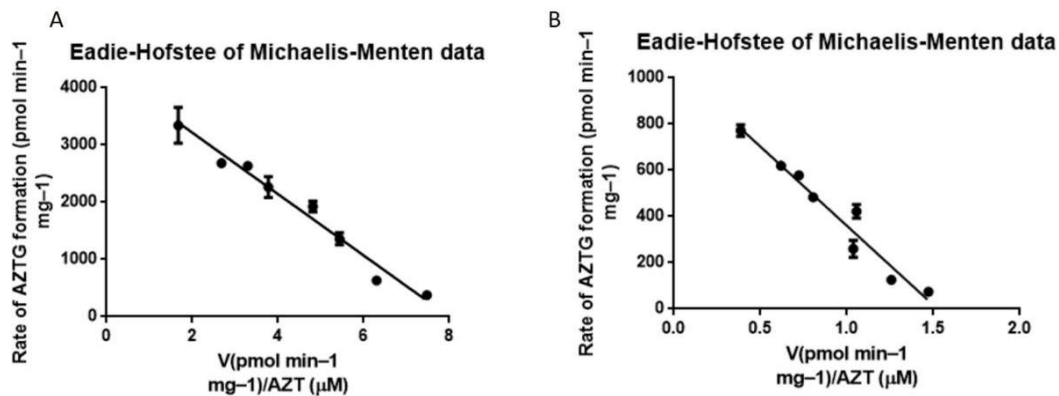 A
Eadie-Hofstee of Michaelis-Menten data
Rate of AZTG formation (pmol min–1
mg–1)
4000
3000
2000
1000
0
0 2 4 6 8
V(pmol min–1
mg–1)/AZT (μM)
B
Eadie-Hofstee of Michaelis-Menten data
Rate of AZTG formation (pmol min–1
mg–1)
1000
800
600
400
200
0
0.0 0.5 1.0 1.5 2.0
V(pmol min–1
mg–1)/AZT (μM)